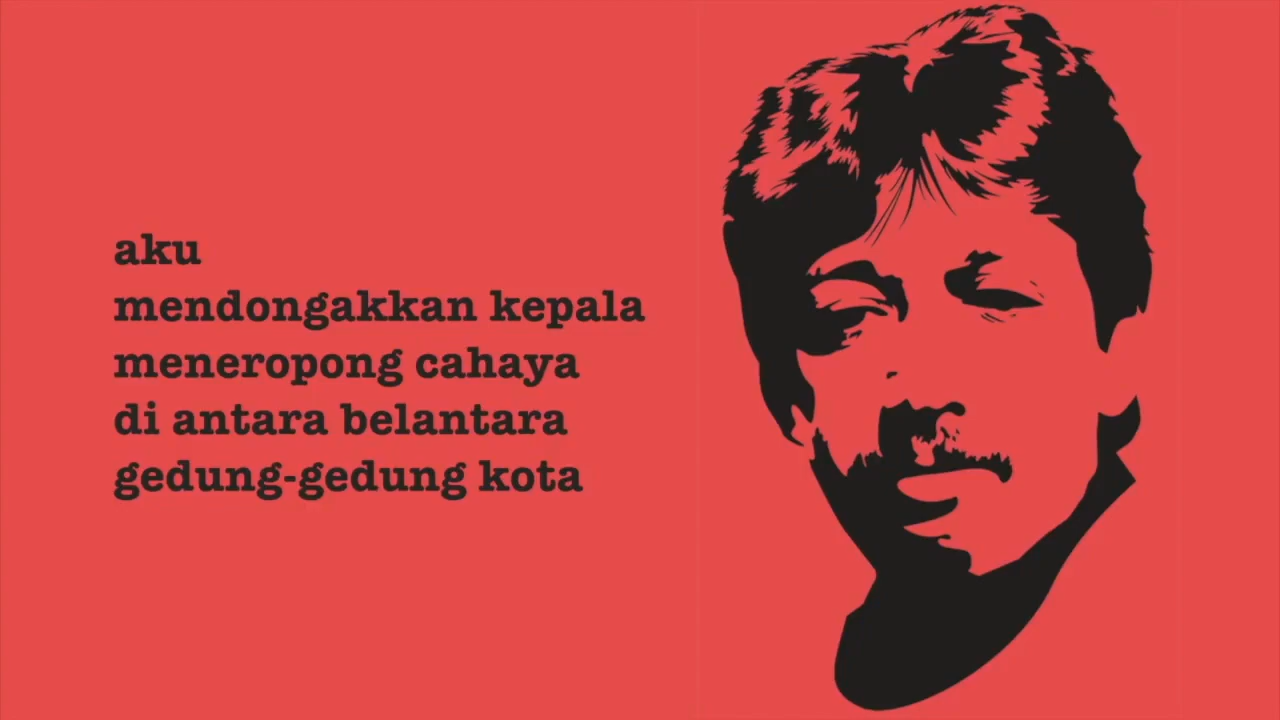 aku
mendongakkan kepala
meneropong cahaya
di antara belantara
gedung-gedung kota